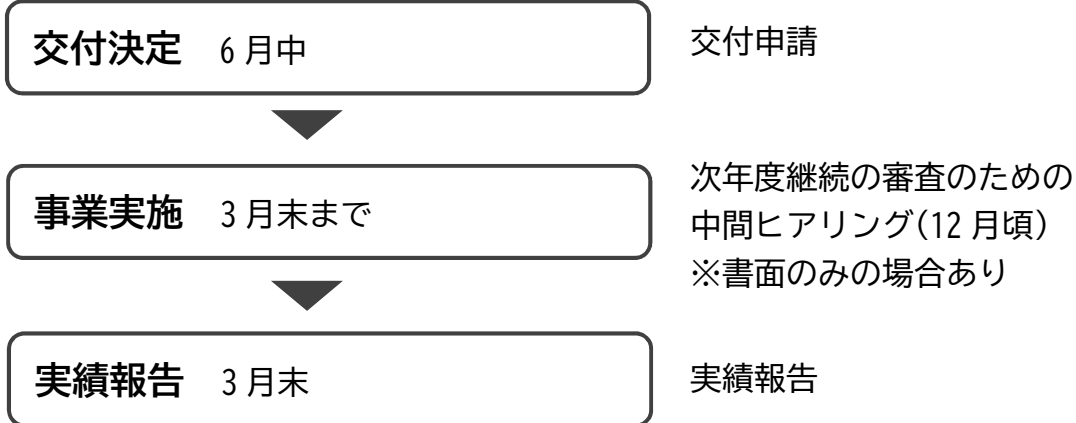 交付決定 6月中
交付申請
事業実施 3月末まで
次年度継続の審査のための
中間ヒアリング(12月頃)
※書面のみの場合あり
実績報告 3月末
実績報告